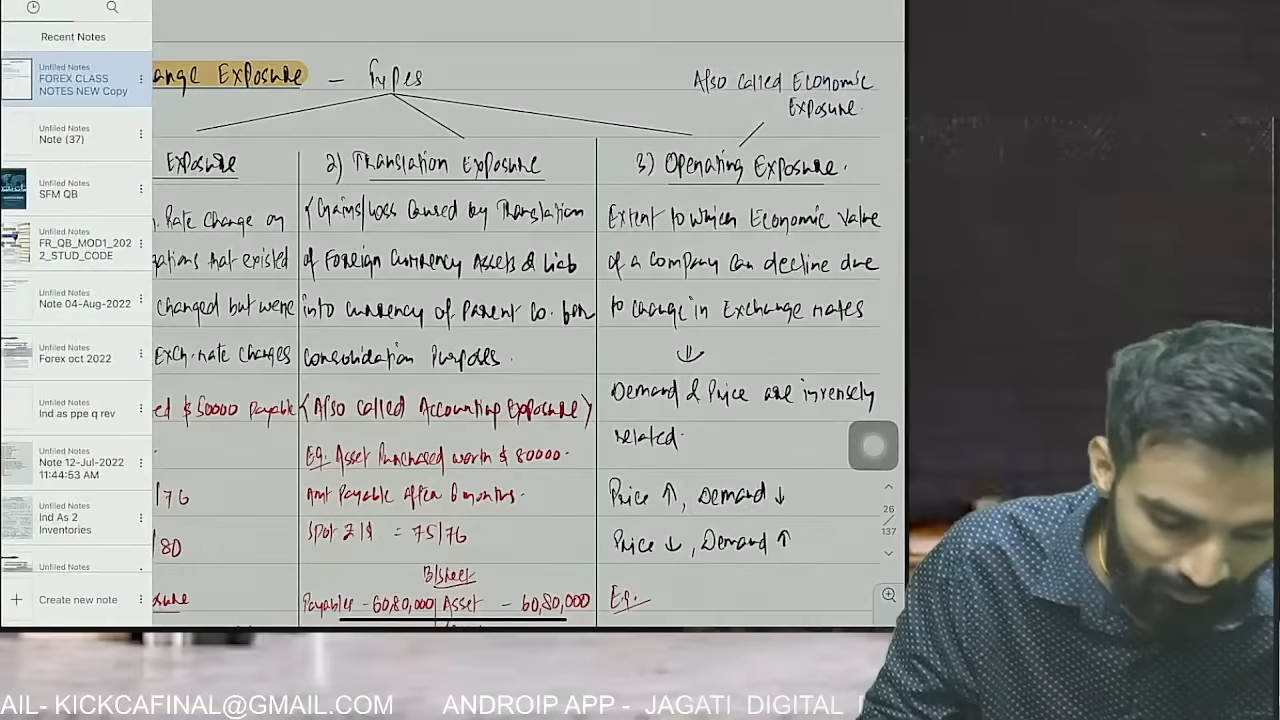 Recent Notes
Unfiled Notes
FOREX CLASS
NOTES NEW Copy
Unfiled Notes
Note (37)
Unfiled Notes
SFM QB
Unfiled Notes
FR_QB_MOD1_202
2_STUD_CODE
Unfiled Notes
Note 04-Aug-2022
Unfiled Notes
Forex oct 2022
Unfiled Notes
Ind as ppe q rev
Unfiled Notes
Note 12-Jul-2022
11:44:53 AM
Unfiled Notes
Ind As 2
Inventories
Unfiled Notes
Create new note
ange Exposure - Types
Also called Economic
Exposure.
Exposure
. Rate change on
gations that existed
changed but were
Exch. rate changes
ed $ 50000 Payable
/76
/80
sure
2) Translation Exposure
(Gains/Loss Caused by Translation
of Foreign Currency Assets & Liab
into currency of Parent Co. for
Consolidation Purposes.
(Also called Accounting Exposure)
Eg. Asset Purchased worth $ 80000.
Amt Payable after 6 months.
Spot ₹/$ = 75/76
B/Sheet
Payables - 60,80,000 | Asset - 60,80,000
3) Operating Exposure.
Extent to which Economic value
of a company can decline due
to change in Exchange rates
⇓
Demand & Price are inversely
related.
Price ↑, Demand ↓
Price ↓, Demand ↑
Eg.
26
137
AIL- KICKCAFINAL@GMAIL.COM ANDROIP APP - JAGATI DIGITAL